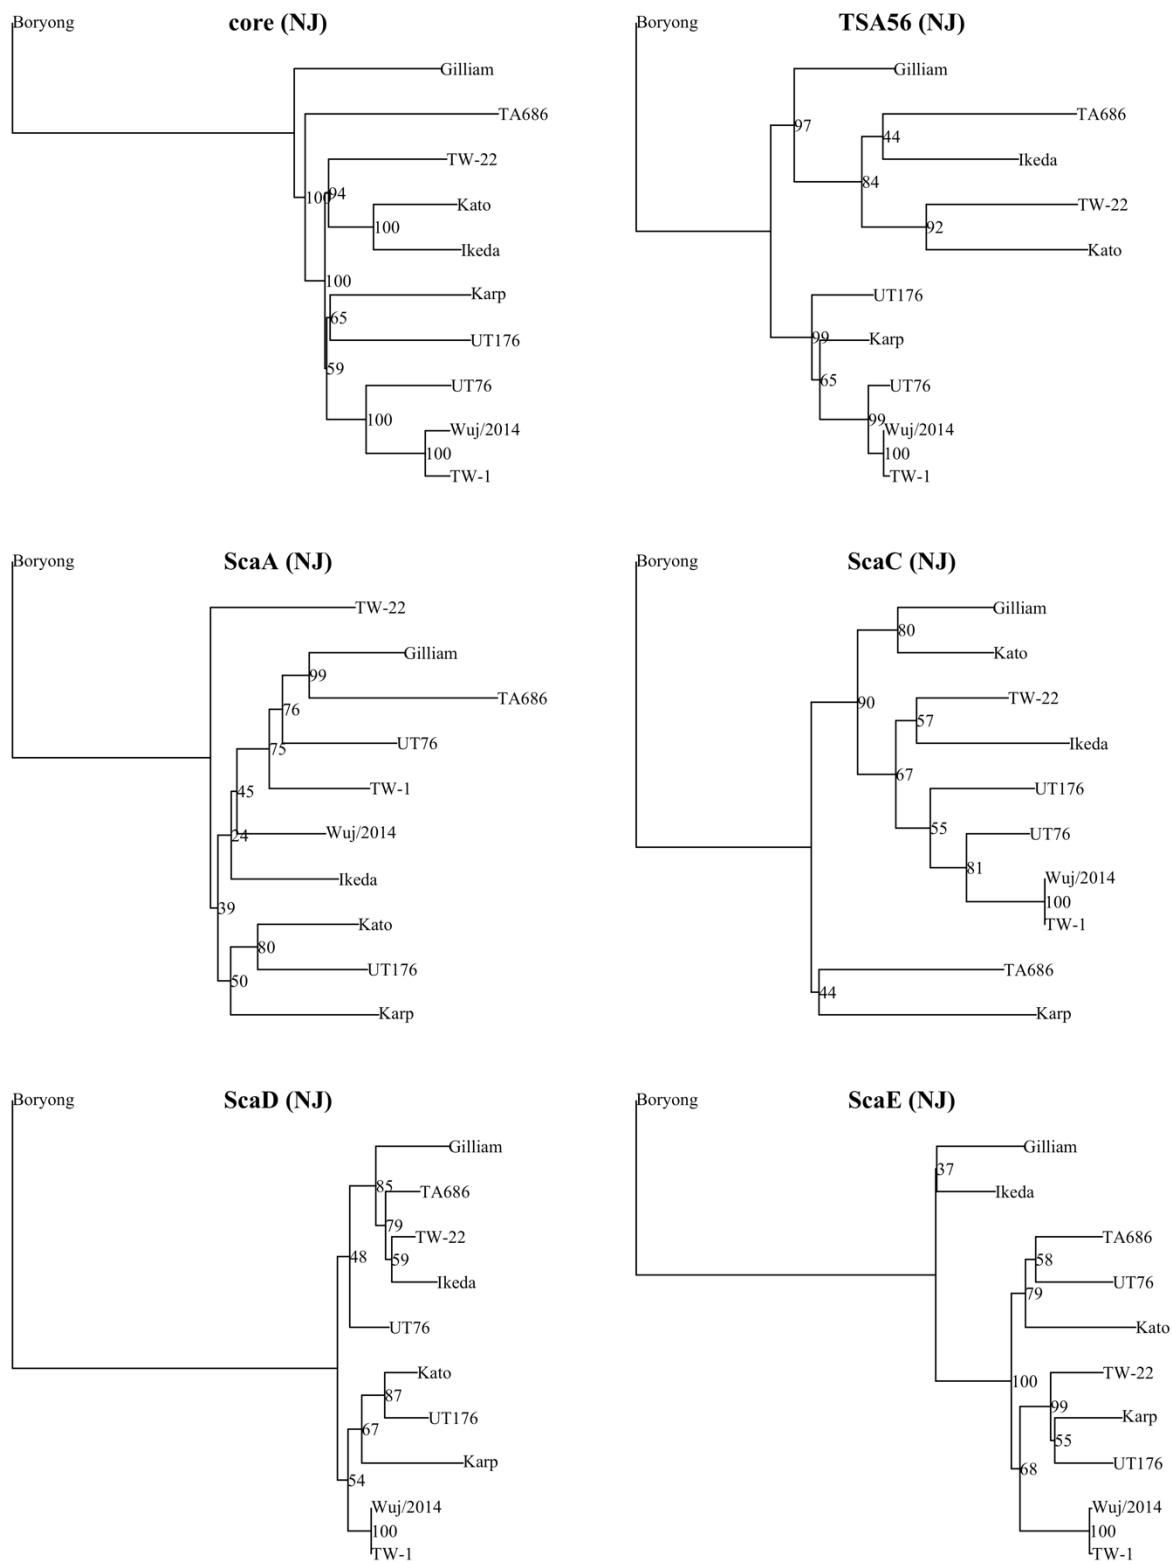 Boryong
core (NJ)
Gilliam
TA686
TW-22
100
94
Kato
100
Ikeda
100
Karp
65
UT176
59
UT76
100
Wuj/2014
100
TW-1
Boryong
TSA56 (NJ)
Gilliam
97
TA686
44
Ikeda
84
TW-22
92
Kato
UT176
99
Karp
65
UT76
99
Wuj/2014
100
TW-1
Boryong
ScaA (NJ)
TW-22
Gilliam
99
TA686
76
UT76
75
TW-1
45
Wuj/2014
24
Ikeda
39
Kato
80
UT176
50
Karp
Boryong
ScaC (NJ)
Gilliam
80
Kato
90
TW-22
57
Ikeda
67
UT176
55
UT76
81
Wuj/2014
100
TW-1
TA686
44
Karp
Boryong
ScaD (NJ)
Gilliam
85
TA686
79
TW-22
59
48
Ikeda
UT76
Kato
87
UT176
67
Karp
54
Wuj/2014
100
TW-1
Boryong
ScaE (NJ)
Gilliam
37
Ikeda
TA686
58
UT76
79
Kato
100
TW-22
99
Karp
55
UT176
68
Wuj/2014
100
TW-1